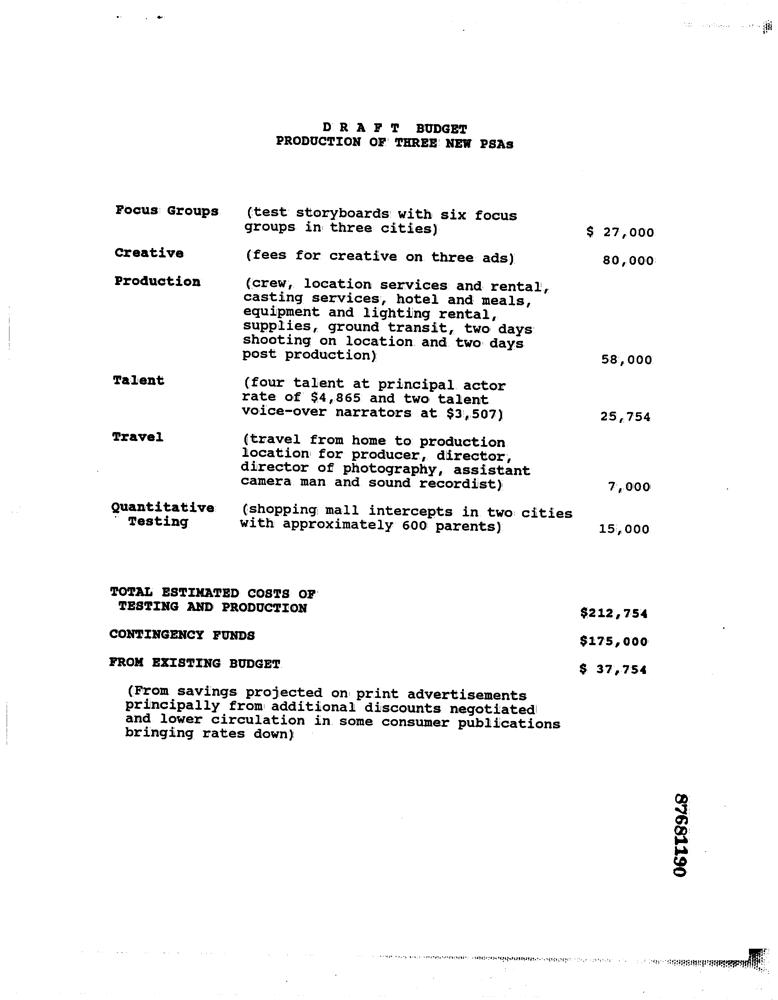 D R A F T BUDGET
PRODUCTION OF THREE NEW PSAs
Focus Groups (test storyboards with six focus
groups in three cities) $ 27,000
Creative (fees for creative on three ads) 80,000
Production (crew, location services and rental,
casting services, hotel and meals,
equipment and lighting rental,
supplies, ground transit, two days
shooting on location and two days
post production) 58,000
Talent (four talent at principal actor
rate of $4,865 and two talent
voice-over narrators at $3,507) 25,754
Travel (travel from home to production
location for producer, director,
director of photography, assistant
camera man and sound recordist) 7,000
Quantitative (shopping mall intercepts in two cities
Testing with approximately 600 parents) 15,000
TOTAL ESTIMATED COSTS OF
TESTING AND PRODUCTION $212,754
CONTINGENCY FUNDS $175,000
FROM EXISTING BUDGET $ 37,754
(From savings projected on print advertisements
principally from additional discounts negotiated
and lower circulation in some consumer publications
bringing rates down)
87681190